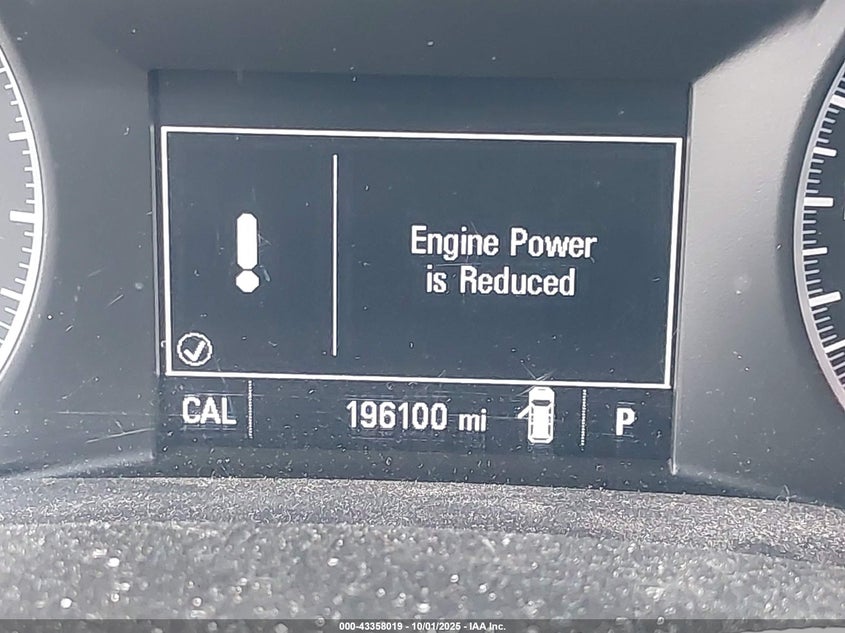 Engine Power
is Reduced
CAL
196100 mi
P
000-43358019 - 10/01/2025 - IAA Inc.